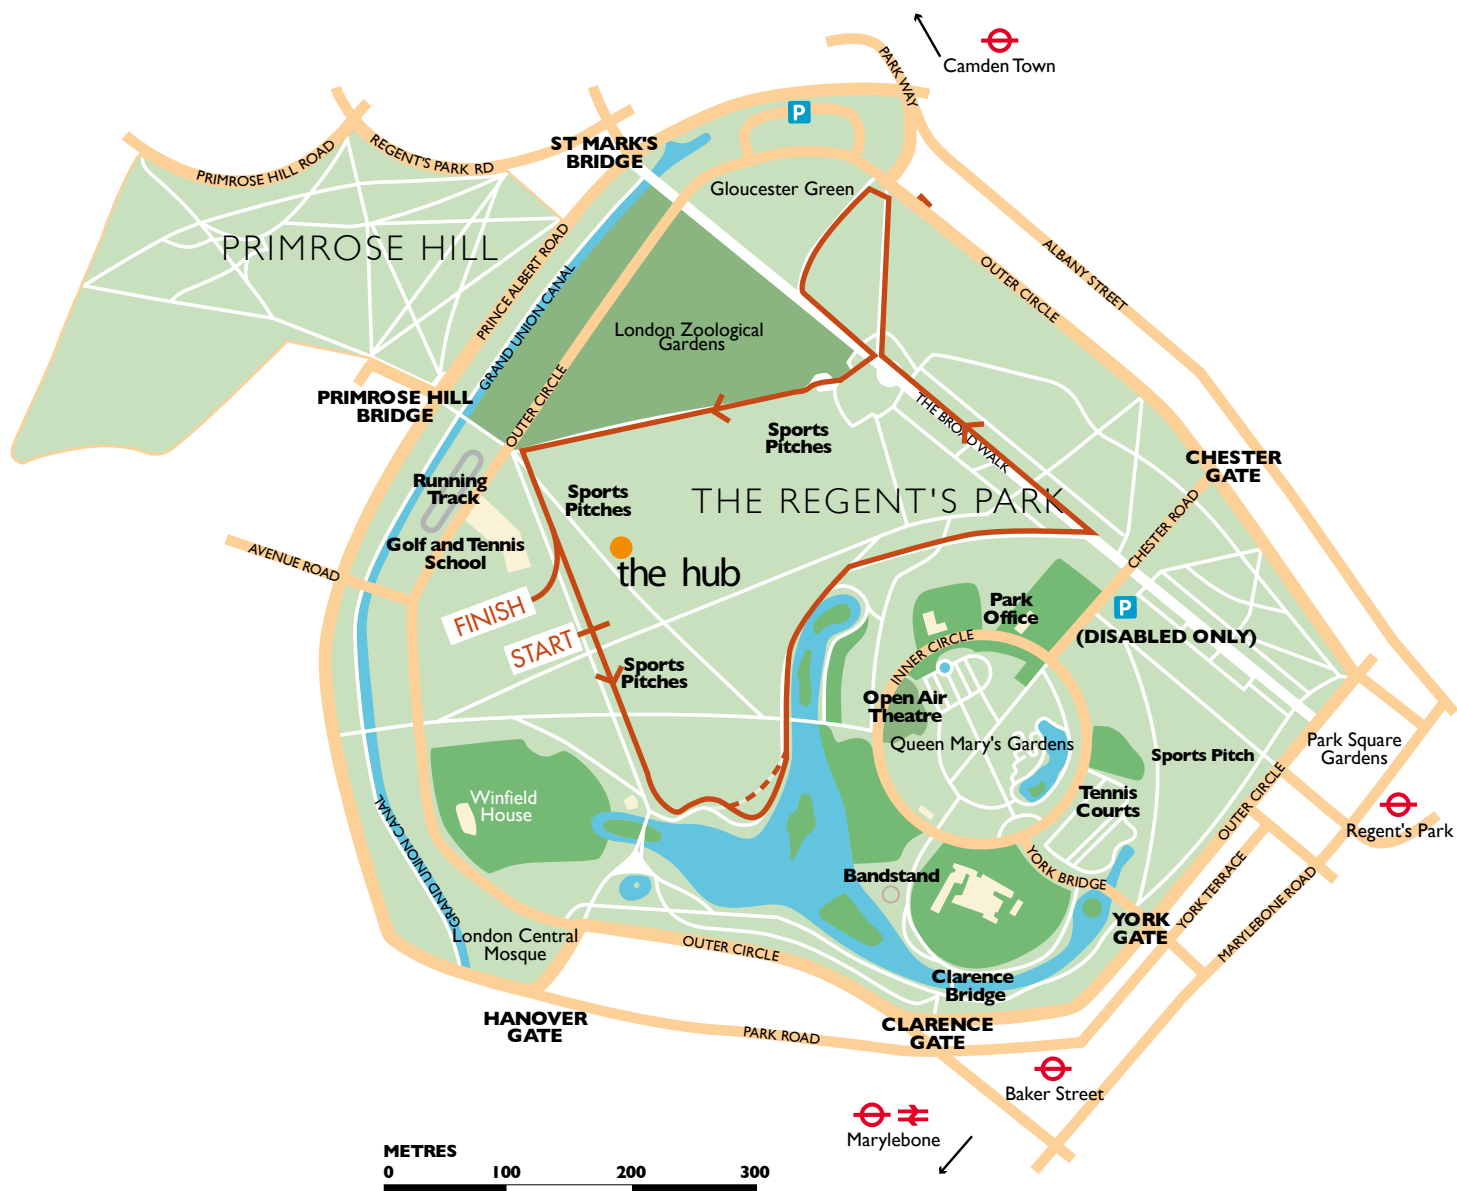 Camden Town
PARK WAY
P
ST MARK'S
BRIDGE
PRIMROSE HILL ROAD
REGENT'S PARK RD
Gloucester Green
PRIMROSE HILL
PRINCE ALBERT ROAD
GRAND UNION CANAL
OUTER CIRCLE
ALBANY STREET
London Zoological
Gardens
OUTER CIRCLE
PRIMROSE HILL
BRIDGE
THE BROAD WALK
Sports
Pitches
CHESTER
GATE
Running
Track
Sports
Pitches
THE REGENT'S PARK
CHESTER ROAD
Golf and Tennis
School
AVENUE ROAD
the hub
FINISH
START
Park
Office
P
(DISABLED ONLY)
INNER CIRCLE
Sports
Pitches
Open Air
Theatre
Queen Mary's Gardens
Sports Pitch
Park Square
Gardens
Winfield
House
Tennis
Courts
OUTER CIRCLE
Regent's Park
GRAND UNION CANAL
Bandstand
YORK BRIDGE
YORK TERRACE
MARYLEBONE ROAD
YORK
GATE
London Central
Mosque
OUTER CIRCLE
Clarence
Bridge
HANOVER
GATE
PARK ROAD
CLARENCE
GATE
Baker Street
Marylebone
METRES
0 100 200 300